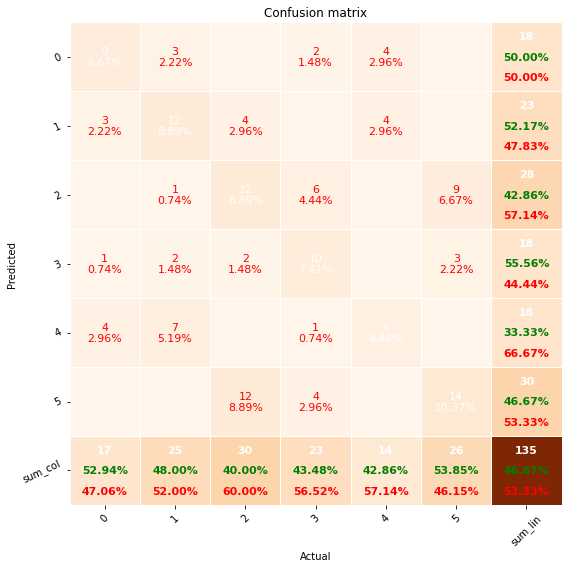 Confusion matrix
Predicted
0
9 3 2 4 18
6.67% 2.22% 1.48% 2.96% 50.00%
50.00%
1
3 12 4 4 23
2.22% 8.89% 2.96% 2.96% 52.17%
47.83%
2
1 12 6 9 28
0.74% 8.89% 4.44% 6.67% 42.86%
57.14%
3
1 2 2 10 3 18
0.74% 1.48% 1.48% 7.41% 2.22% 55.56%
44.44%
4
4 7 1 6 18
2.96% 5.19% 0.74% 4.44% 33.33%
66.67%
5
12 4 14 30
8.89% 2.96% 10.37% 46.67%
53.33%
sum_col
17 25 30 23 14 26 135
52.94% 48.00% 40.00% 43.48% 42.86% 53.85% 46.67%
47.06% 52.00% 60.00% 56.52% 57.14% 46.15% 53.33%
0 1 2 3 4 5 sum_lin
Actual